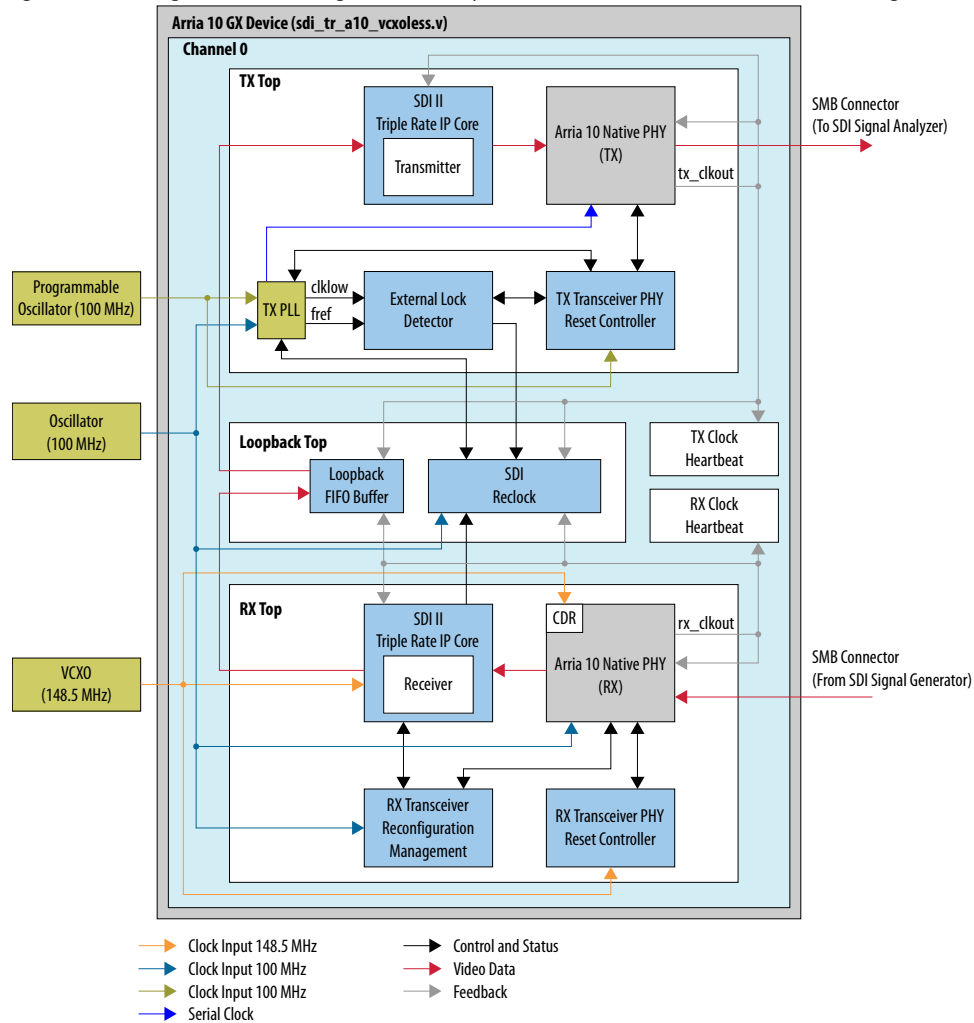 Arria 10 GX Device (sdi_tr_a10_vcxoless.v)
Channel 0
TX Top
SDI II
Triple Rate IP Core
Transmitter
Arria 10 Native PHY
(TX)
SMB Connector
(To SDI Signal Analyzer)
tx_clkout
Programmable
Oscillator (100 MHz)
TX PLL
clklow
fref
External Lock
Detector
TX Transceiver PHY
Reset Controller
Oscillator
(100 MHz)
Loopback Top
Loopback
FIFO Buffer
SDI
Reclock
TX Clock
Heartbeat
RX Clock
Heartbeat
RX Top
SDI II
Triple Rate IP Core
Receiver
CDR
Arria 10 Native PHY
(RX)
rx_clkout
VCXO
(148.5 MHz)
SMB Connector
(From SDI Signal Generator)
RX Transceiver
Reconfiguration
Management
RX Transceiver PHY
Reset Controller
Clock Input 148.5 MHz
Clock Input 100 MHz
Clock Input 100 MHz
Serial Clock
Control and Status
Video Data
Feedback